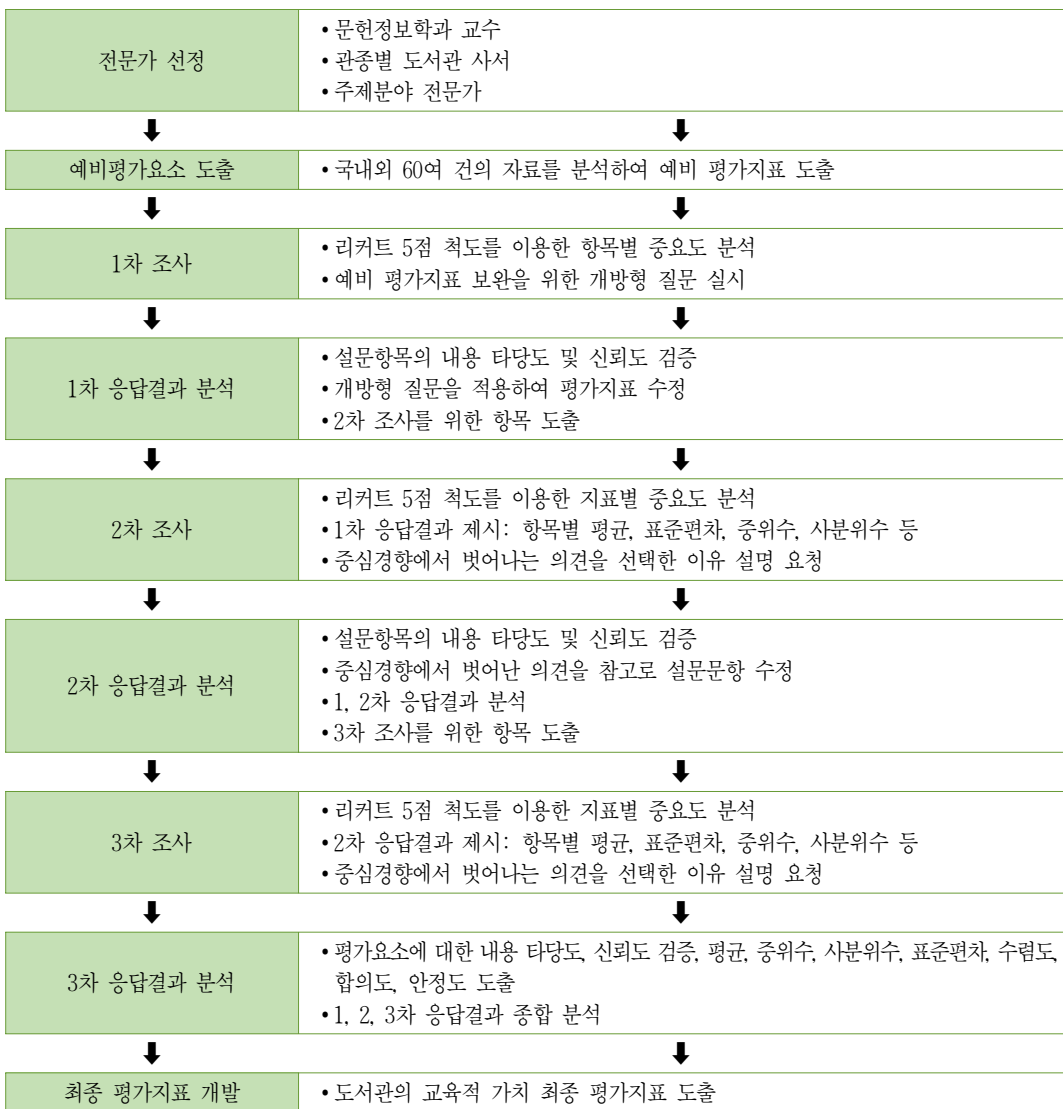 전문가 선정
•문헌정보학과 교수
•관종별 도서관 사서
•주제분야 전문가
예비평가요소 도출
•국내외 60여 건의 자료를 분석하여 예비 평가지표 도출
1차 조사
•리커트 5점 척도를 이용한 항목별 중요도 분석
•예비 평가지표 보완을 위한 개방형 질문 실시
1차 응답결과 분석
•설문항목의 내용 타당도 및 신뢰도 검증
•개방형 질문을 적용하여 평가지표 수정
•2차 조사를 위한 항목 도출
2차 조사
•리커트 5점 척도를 이용한 지표별 중요도 분석
•1차 응답결과 제시: 항목별 평균, 표준편차, 중위수, 사분위수 등
•중심경향에서 벗어나는 의견을 선택한 이유 설명 요청
2차 응답결과 분석
•설문항목의 내용 타당도 및 신뢰도 검증
•중심경향에서 벗어난 의견을 참고로 설문문항 수정
•1, 2차 응답결과 분석
•3차 조사를 위한 항목 도출
3차 조사
•리커트 5점 척도를 이용한 지표별 중요도 분석
•2차 응답결과 제시: 항목별 평균, 표준편차, 중위수, 사분위수 등
•중심경향에서 벗어나는 의견을 선택한 이유 설명 요청
3차 응답결과 분석
•평가요소에 대한 내용 타당도, 신뢰도 검증, 평균, 중위수, 사분위수, 표준편차, 수렴도,
합의도, 안정도 도출
•1, 2, 3차 응답결과 종합 분석
최종 평가지표 개발
•도서관의 교육적 가치 최종 평가지표 도출